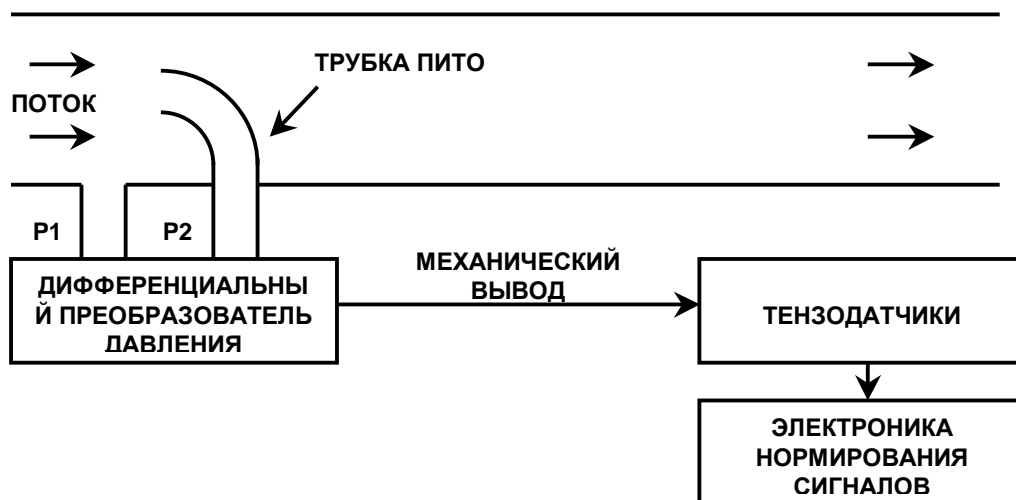 ТРУБКА ПИТО
ПОТОК
P1
P2
МЕХАНИЧЕСКИЙ
ВЫВОД
ДИФФЕРЕНЦИАЛЬНЫ
Й ПРЕОБРАЗОВАТЕЛЬ
ДАВЛЕНИЯ
ТЕНЗОДАТЧИКИ
ЭЛЕКТРОНИКА
НОРМИРОВАНИЯ
СИГНАЛОВ